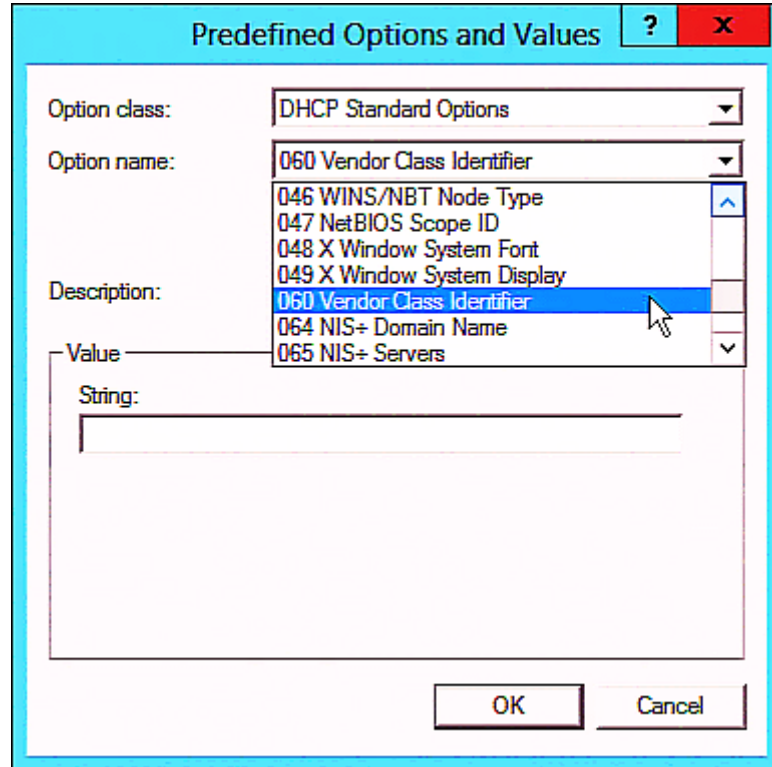 Predefined Options and Values ? x
Option class: DHCP Standard Options
Option name: 060 Vendor Class Identifier
046 WINS/NBT Node Type
047 NetBIOS Scope ID
048 X Window System Font
049 X Window System Display
Description:
060 Vendor Class Identifier
064 NIS+ Domain Name
065 NIS+ Servers
Value
String:
OK Cancel